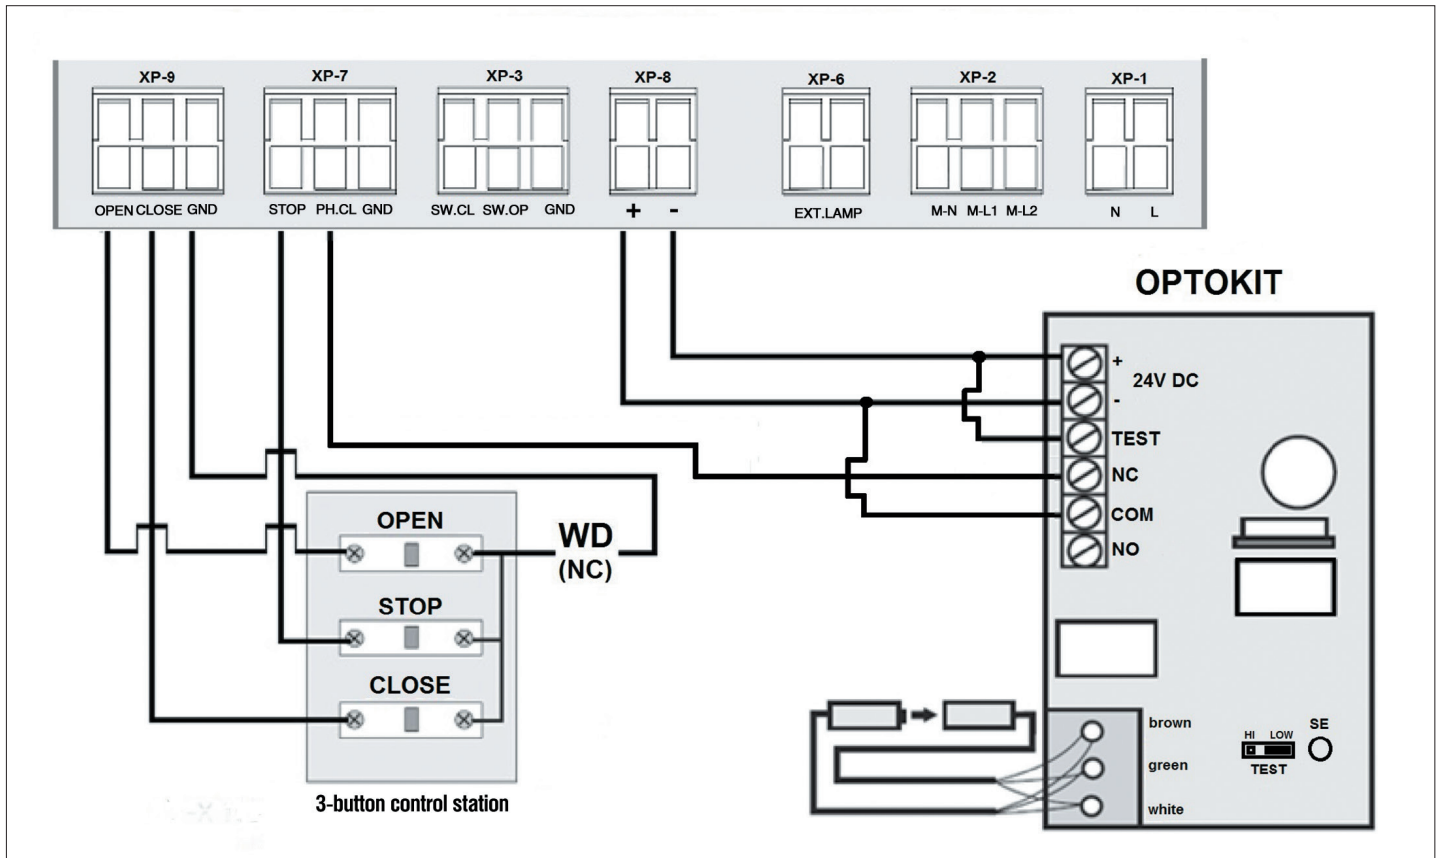 XP-9 XP-7 XP-3 XP-8 XP-6 XP-2 XP-1
OPEN CLOSE GND STOP PH.CL GND SW.CL SW.OP GND + - EXT.LAMP M-N M-L1 M-L2 N L
OPTOKIT
+
24V DC
-
TEST
NC
COM
NO
OPEN
WD
(NC)
STOP
CLOSE
3-button control station
brown
green
white
HI LOW
TEST
SE